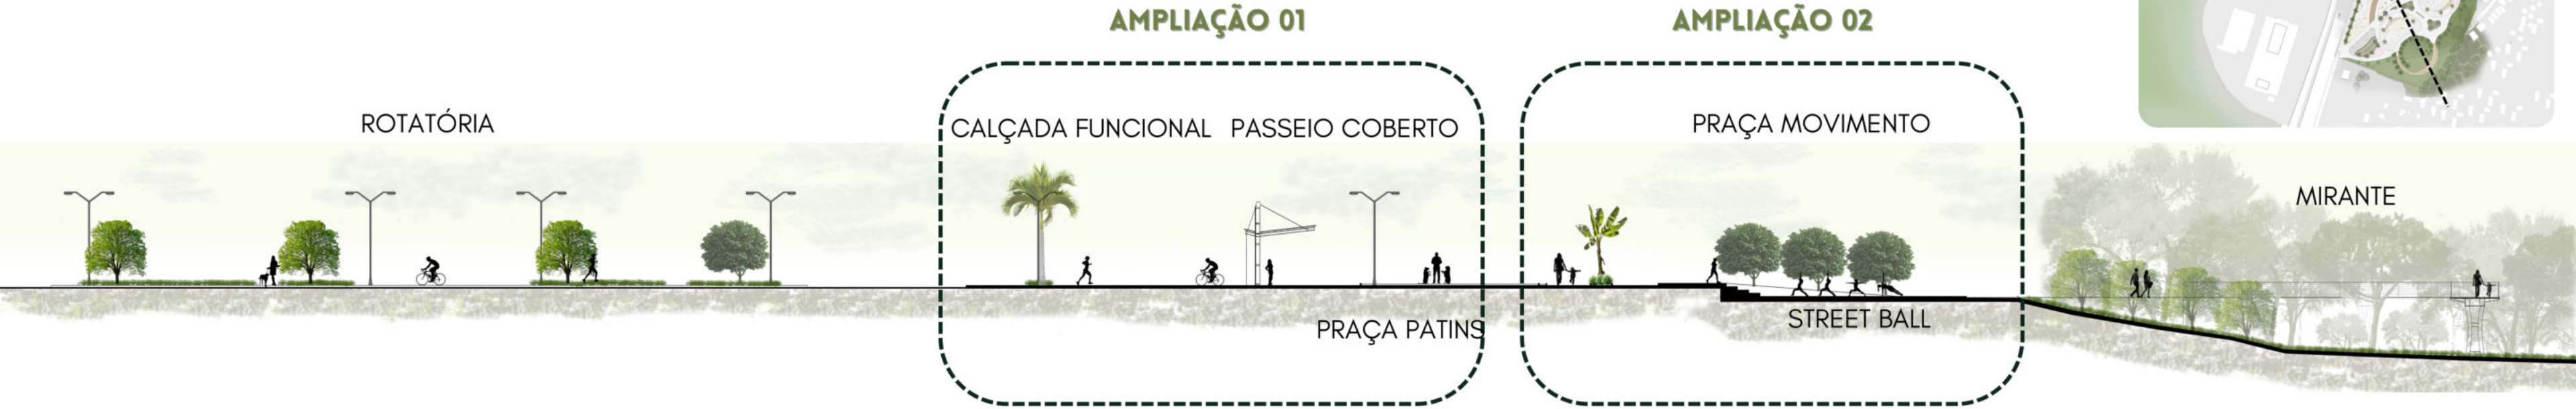 AMPLIAÇÃO 01
AMPLIAÇÃO 02
ROTATÓRIA
CALÇADA FUNCIONAL
PASSEIO COBERTO
PRAÇA MOVIMENTO
MIRANTE
PRAÇA PATINS
STREET BALL